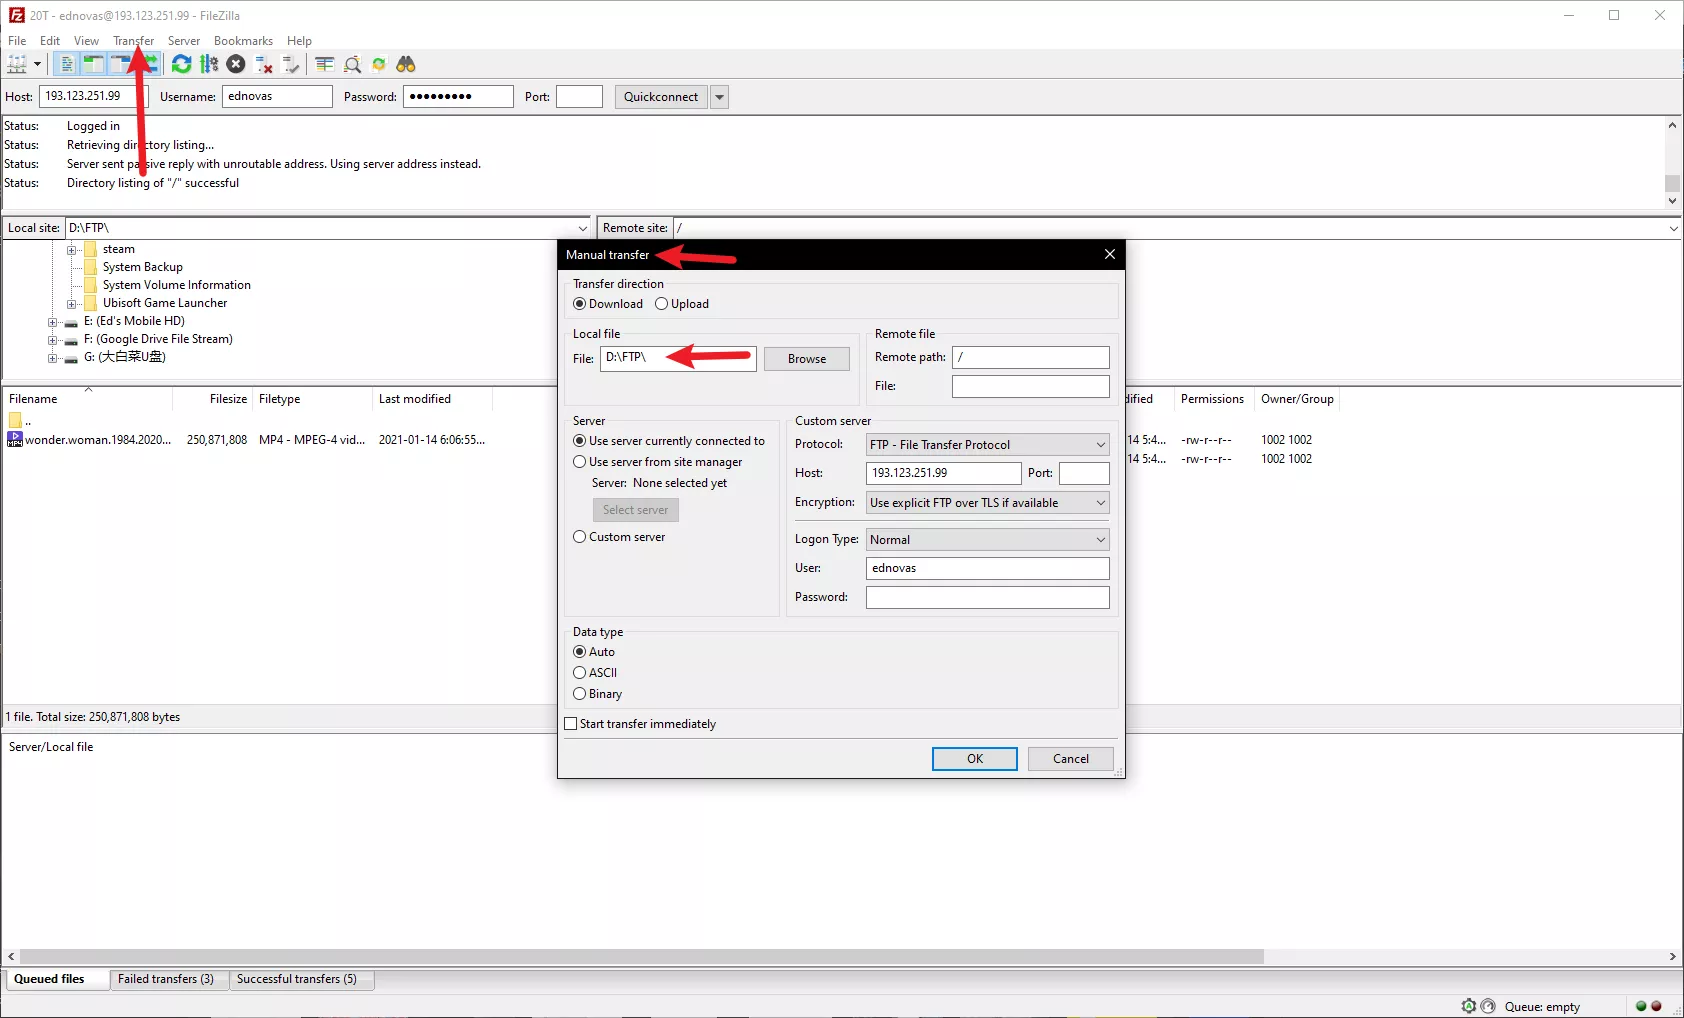 20T - ednovas@193.123.251.99 - FileZilla
File Edit View Transfer Server Bookmarks Help
Host: 193.123.251.99 Username: ednovas Password: ●●●●●●●●● Port: Quickconnect
Status: Logged in
Status: Retrieving directory listing...
Status: Server sent passive reply with unroutable address. Using server address instead.
Status: Directory listing of "/" successful
Local site: D:\FTP\ Remote site: /
steam
System Backup
System Volume Information
Ubisoft Game Launcher
E: (Ed's Mobile HD)
F: (Google Drive File Stream)
G: (大白菜U盘)
Filename Filesize Filetype Last modified
..
wonder.woman.1984.2020... 250,871,808 MP4 - MPEG-4 vid... 2021-01-14 6:06:55...
1 file. Total size: 250,871,808 bytes
dified Permissions Owner/Group
14 5:4... -rw-r--r-- 1002 1002
14 5:4... -rw-r--r-- 1002 1002
Manual transfer
Transfer direction
Download Upload
Local file
File: D:\FTP\ Browse
Remote file
Remote path: /
File:
Server
Use server currently connected to
Use server from site manager
Server: None selected yet
Select server
Custom server
Custom server
Protocol: FTP - File Transfer Protocol
Host: 193.123.251.99 Port:
Encryption: Use explicit FTP over TLS if available
Logon Type: Normal
User: ednovas
Password:
Data type
Auto
ASCII
Binary
Start transfer immediately
OK Cancel
Server/Local file
Queued files Failed transfers (3) Successful transfers (5)
Queue: empty